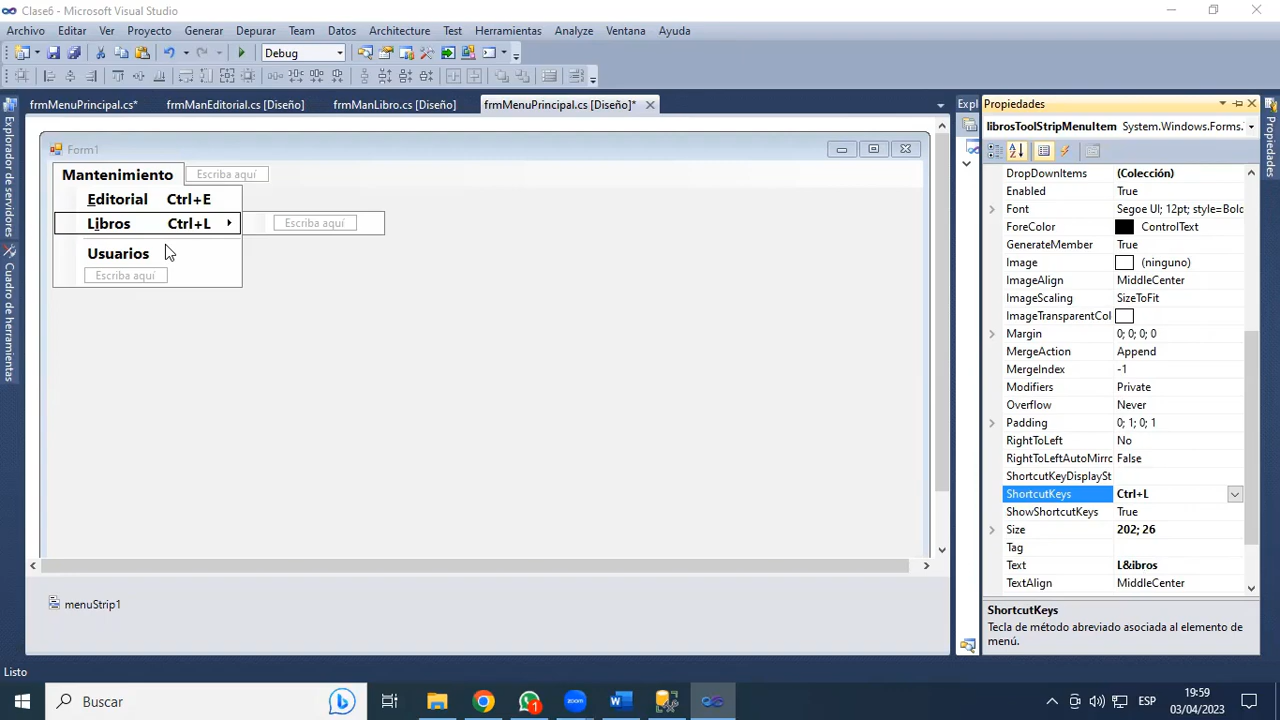 Clase6 - Microsoft Visual Studio
Archivo Editar Ver Proyecto Generar Depurar Team Datos Architecture Test Herramientas Analyze Ventana Ayuda
Debug
frmMenuPrincipal.cs* frmManEditorial.cs [Diseño] frmManLibro.cs [Diseño] frmMenuPrincipal.cs [Diseño]*
Explorador de servidores
Cuadro de herramientas
Form1
Mantenimiento Escriba aquí
Editorial Ctrl+E
Libros Ctrl+L Escriba aquí
Usuarios
Escriba aquí
menuStrip1
Expl
Propiedades
Propiedades
librosToolStripMenuItem System.Windows.Forms.
DropDownItems (Colección)
Enabled True
Font Segoe UI; 12pt; style=Bold
ForeColor ControlText
GenerateMember True
Image (ninguno)
ImageAlign MiddleCenter
ImageScaling SizeToFit
ImageTransparentCol
Margin 0; 0; 0; 0
MergeAction Append
MergeIndex -1
Modifiers Private
Overflow Never
Padding 0; 1; 0; 1
RightToLeft No
RightToLeftAutoMirro False
ShortcutKeyDisplaySt
ShortcutKeys Ctrl+L
ShowShortcutKeys True
Size 202; 26
Tag
Text L&ibros
TextAlign MiddleCenter
ShortcutKeys
Tecla de método abreviado asociada al elemento de
menú.
Listo
Buscar
1
ESP
19:59
03/04/2023